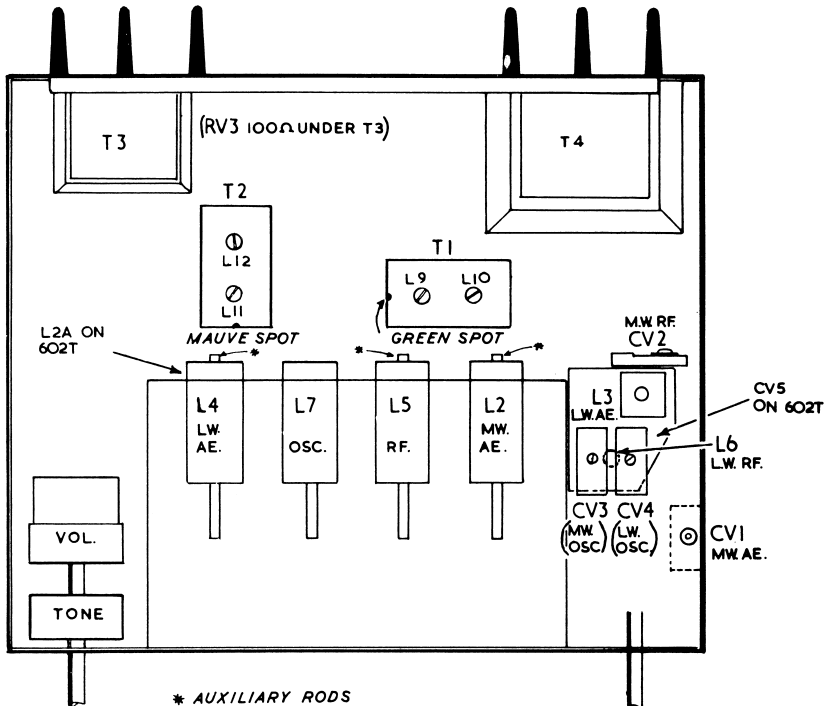 T3
(RV3 100Ω UNDER T3)
T4
T2
L12
L11
MAUVE SPOT
T1
L9
L10
GREEN SPOT
L2A ON
602T
*
*
*
M.W. RF.
CV2
L4
LW.
AE.
L7
OSC.
L5
RF.
L2
MW.
AE.
L3
L.W.AE.
CV5
ON 602T
L6
L.W. RF.
CV3
(MW.
OSC)
CV4
(L.W.
OSC)
CV1
MW.AE.
VOL.
TONE
* AUXILIARY RODS